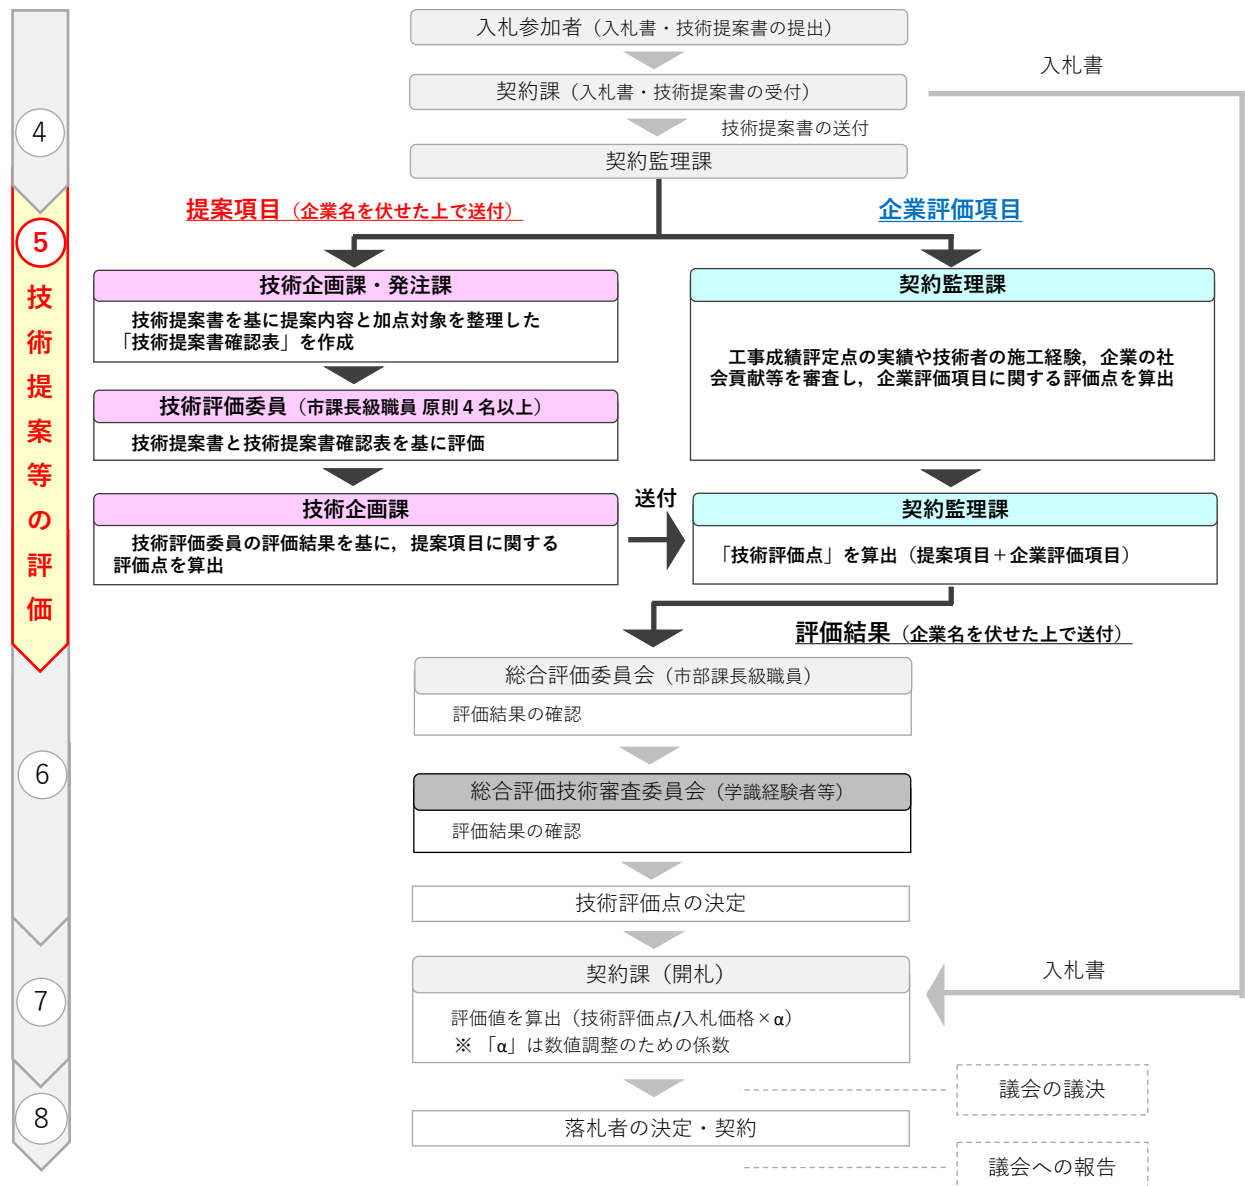 入札参加者（入札書・技術提案書の提出）
入札書
契約課（入札書・技術提案書の受付）
4
技術提案書の送付
契約監理課
提案項目（企業名を伏せた上で送付）
企業評価項目
5
技術提案等の評価
技術企画課・発注課
技術提案書を基に提案内容と加点対象を整理した
「技術提案書確認表」を作成
契約監理課
工事成績評定点の実績や技術者の施工経験，企業の社
会貢献等を審査し，企業評価項目に関する評価点を算出
技術評価委員（市課長級職員 原則４名以上）
技術提案書と技術提案書確認表を基に評価
技術企画課
技術評価委員の評価結果を基に，提案項目に関する
評価点を算出
送付
契約監理課
「技術評価点」を算出（提案項目＋企業評価項目）
評価結果（企業名を伏せた上で送付）
総合評価委員会（市部課長級職員）
評価結果の確認
6
総合評価技術審査委員会（学識経験者等）
評価結果の確認
技術評価点の決定
契約課（開札）
入札書
7
評価値を算出（技術評価点/入札価格×α）
※ 「α」は数値調整のための係数
議会の議決
8
落札者の決定・契約
議会への報告